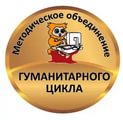 Методическое объединение
ГУМАНИТАРНОГО
ЦИКЛА